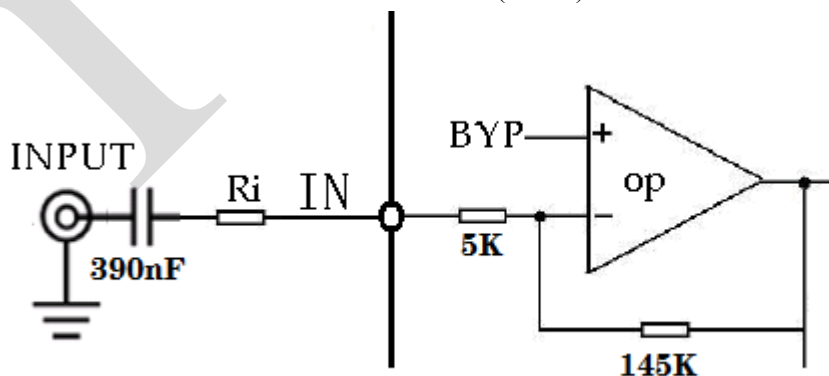 INPUT
390nF
Ri
IN
5K
BYP
+
op
−
145K